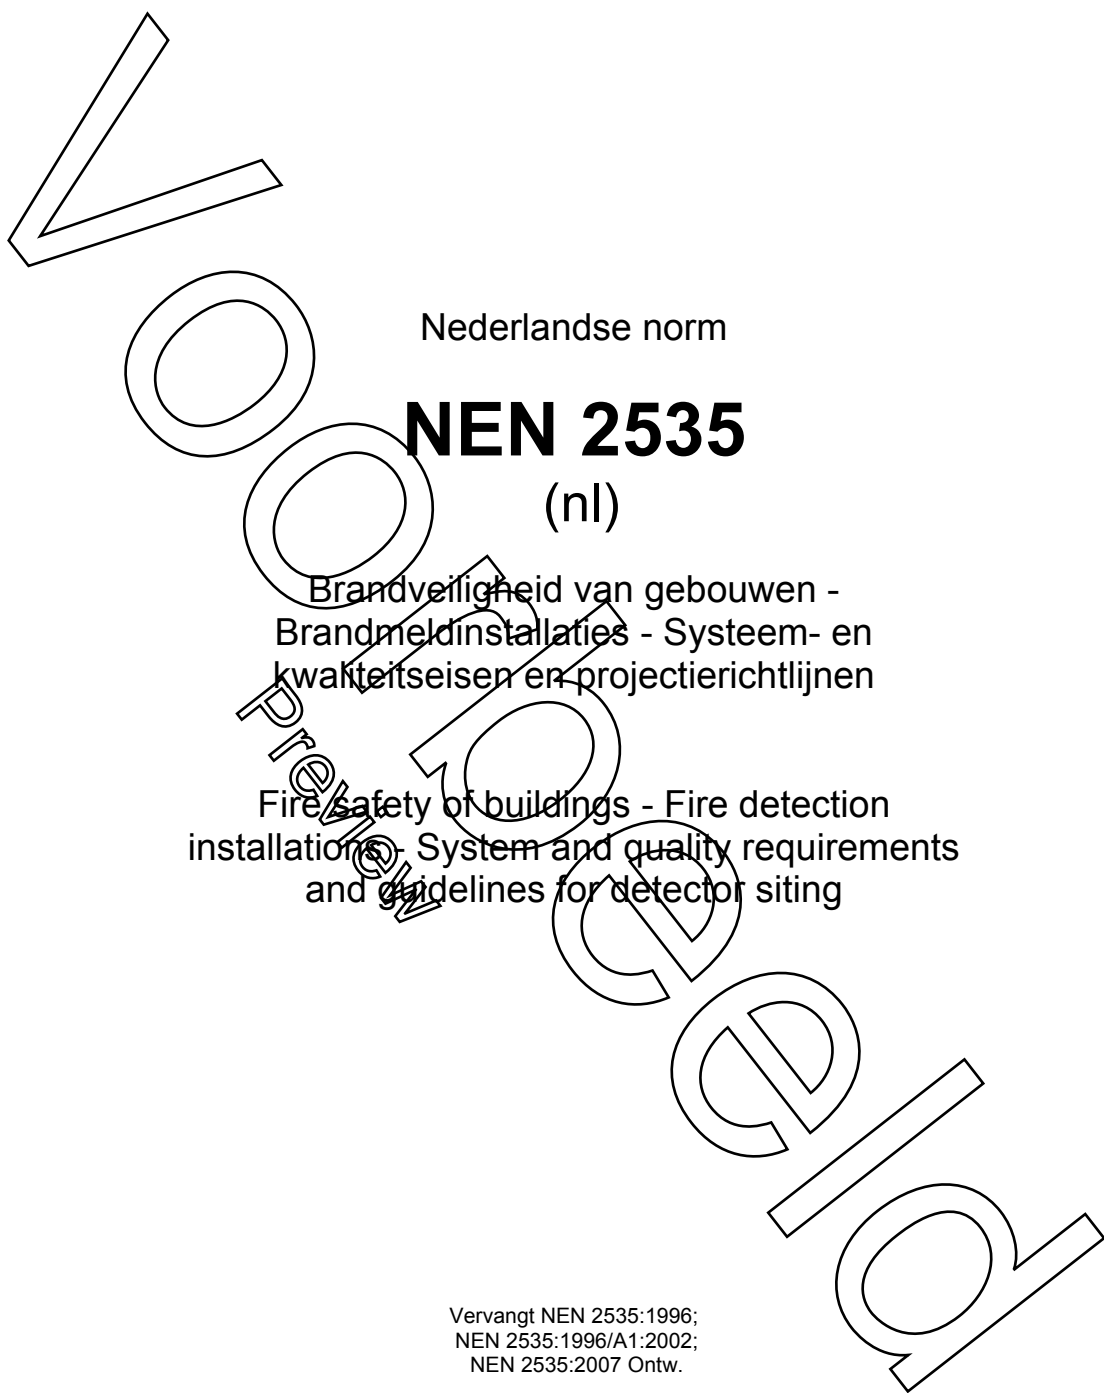 Nederlandse norm
NEN 2535
(nl)
Brandveiligheid van gebouwen -
Brandmeldinstallaties - Systeem- en
kwaliteitseisen en projectierichtlijnen
Fire safety of buildings - Fire detection
installations - System and quality requirements
and guidelines for detector siting
Vervangt NEN 2535:1996;
NEN 2535:1996/A1:2002;
NEN 2535:2007 Ontw.
Voorbeeld
Preview